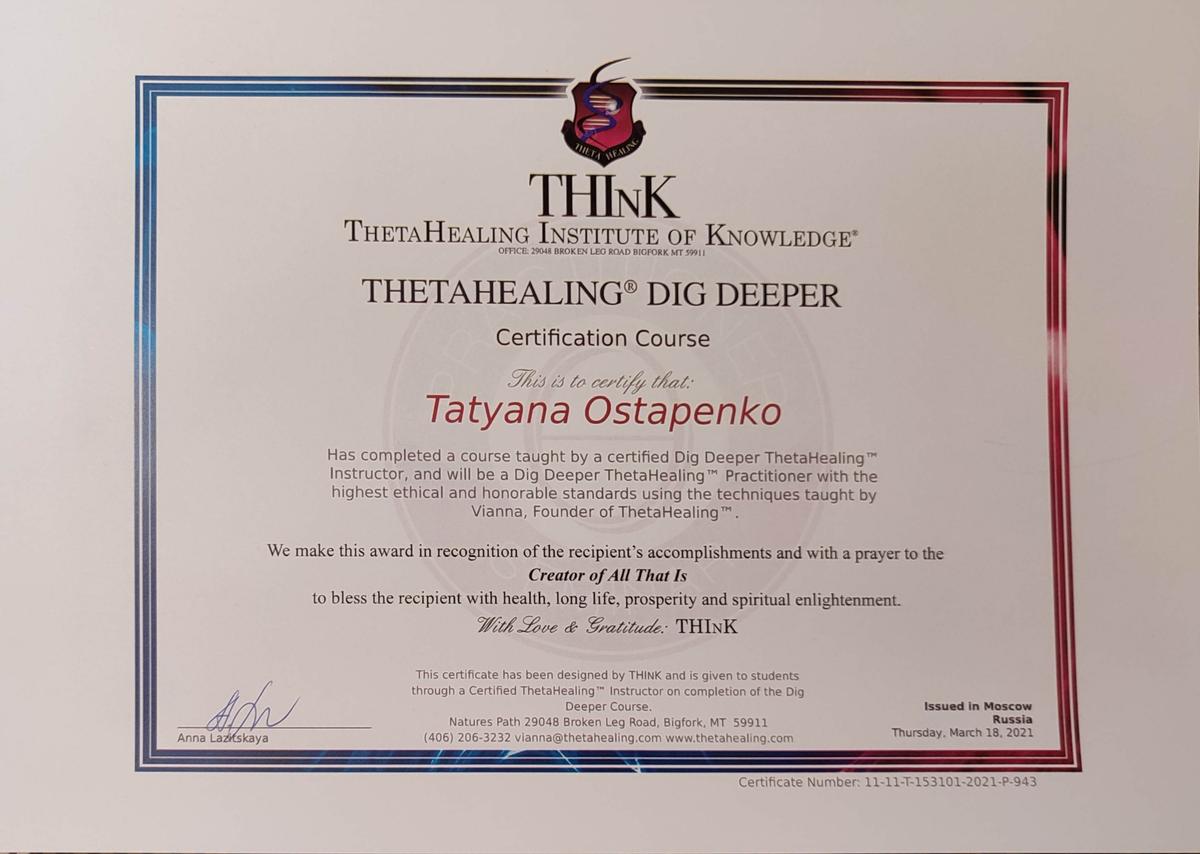 THETA HEALING
THInK
THETAHEALING INSTITUTE OF KNOWLEDGE®
OFFICE: 29048 BROKEN LEG ROAD BIGFORK MT 59911
THETAHEALING® DIG DEEPER
Certification Course
This is to certify that:
Tatyana Ostapenko
Has completed a course taught by a certified Dig Deeper ThetaHealing™
Instructor, and will be a Dig Deeper ThetaHealing™ Practitioner with the
highest ethical and honorable standards using the techniques taught by
Vianna, Founder of ThetaHealing™.
We make this award in recognition of the recipient's accomplishments and with a prayer to the
Creator of All That Is
to bless the recipient with health, long life, prosperity and spiritual enlightenment.
With Love & Gratitude: THInK
This certificate has been designed by THINK and is given to students
through a Certified ThetaHealing™ Instructor on completion of the Dig
Deeper Course.
Natures Path 29048 Broken Leg Road, Bigfork, MT 59911
(406) 206-3232 vianna@thetahealing.com www.thetahealing.com
Anna Lazitskaya
Issued in Moscow
Russia
Thursday, March 18, 2021
Certificate Number: 11-11-T-153101-2021-P-943